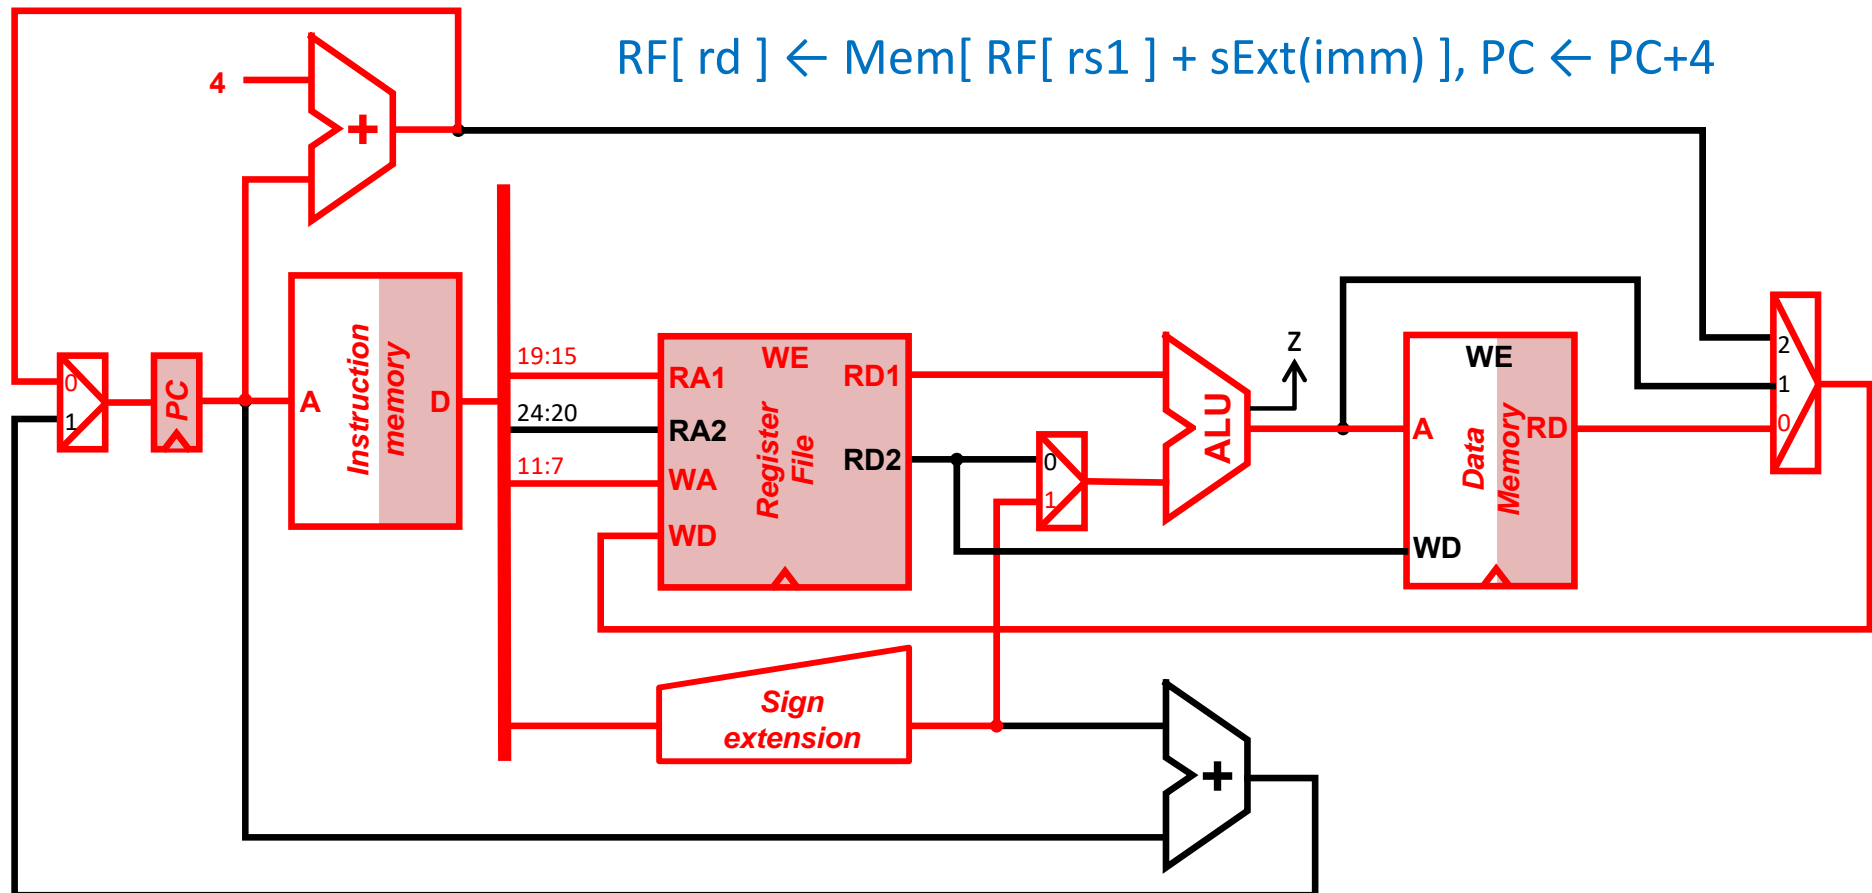 RF[ rd ] ← Mem[ RF[ rs1 ] + sExt(imm) ], PC ← PC+4
4
+
0
1
PC
A
Instruction
memory
D
19:15
24:20
11:7
RA1
RA2
WA
WD
WE
Register
File
RD1
RD2
0
1
ALU
Z
A
WE
Data
Memory
RD
WD
2
1
0
Sign
extension
+